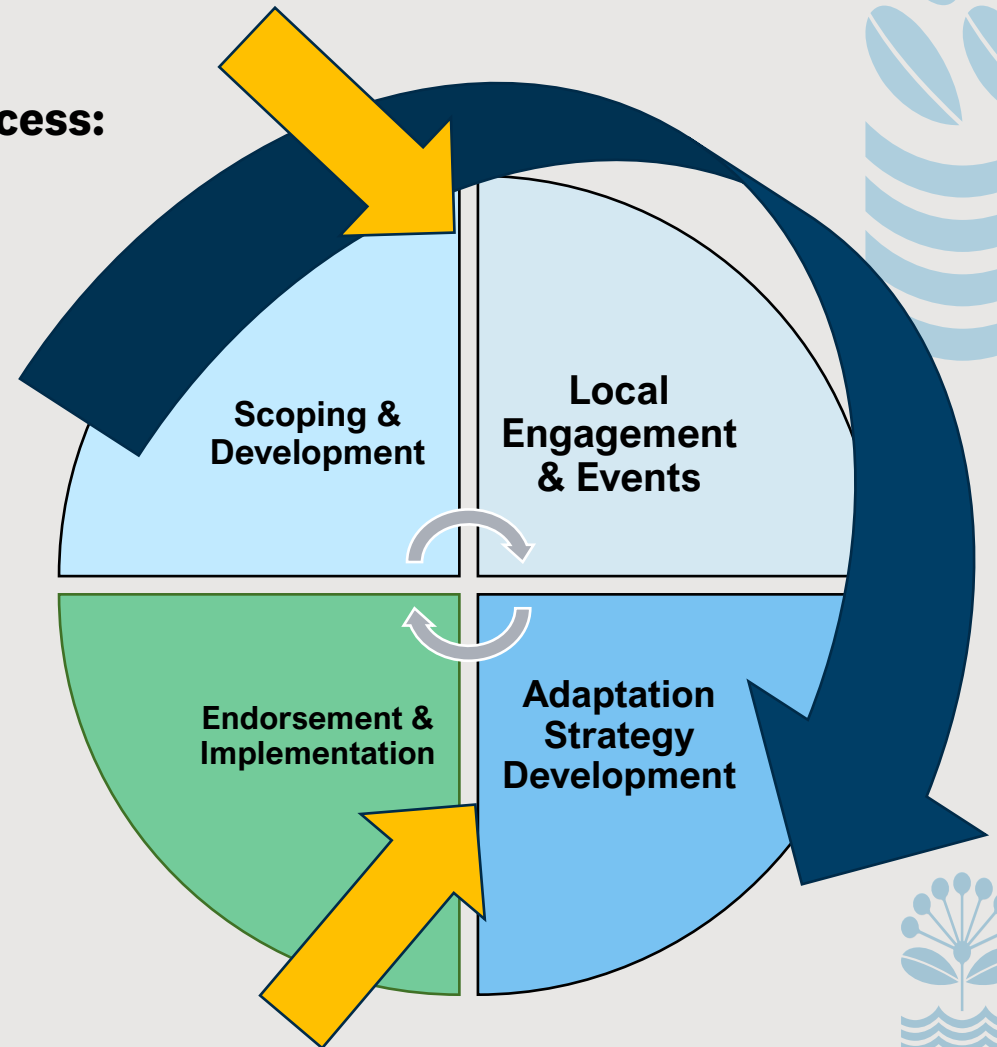 cess:
Scoping &
Development
Local
Engagement
& Events
Endorsement &
Implementation
Adaptation
Strategy
Development